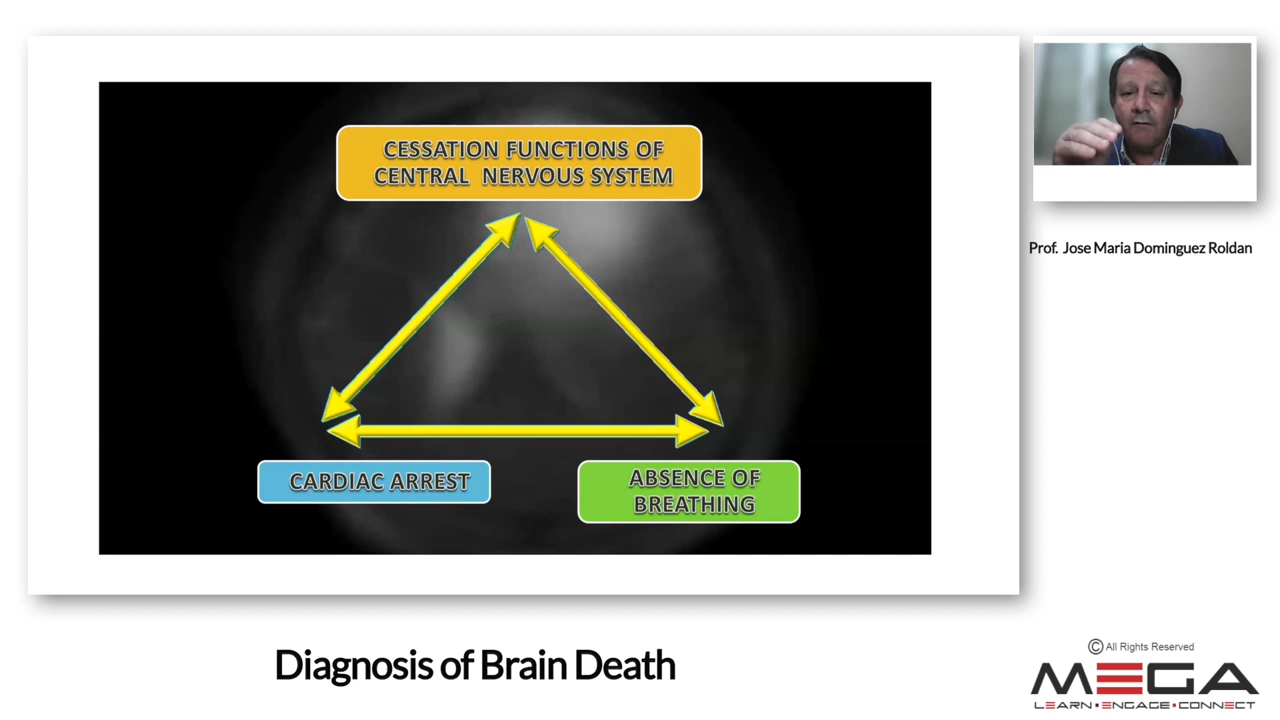 CESSATION FUNCTIONS OF
CENTRAL NERVOUS SYSTEM
CARDIAC ARREST
ABSENCE OF
BREATHING
Prof. Jose Maria Dominguez Roldan
Diagnosis of Brain Death
© All Rights Reserved
MEGA
LEARN▪ENGAGE▪CONNECT